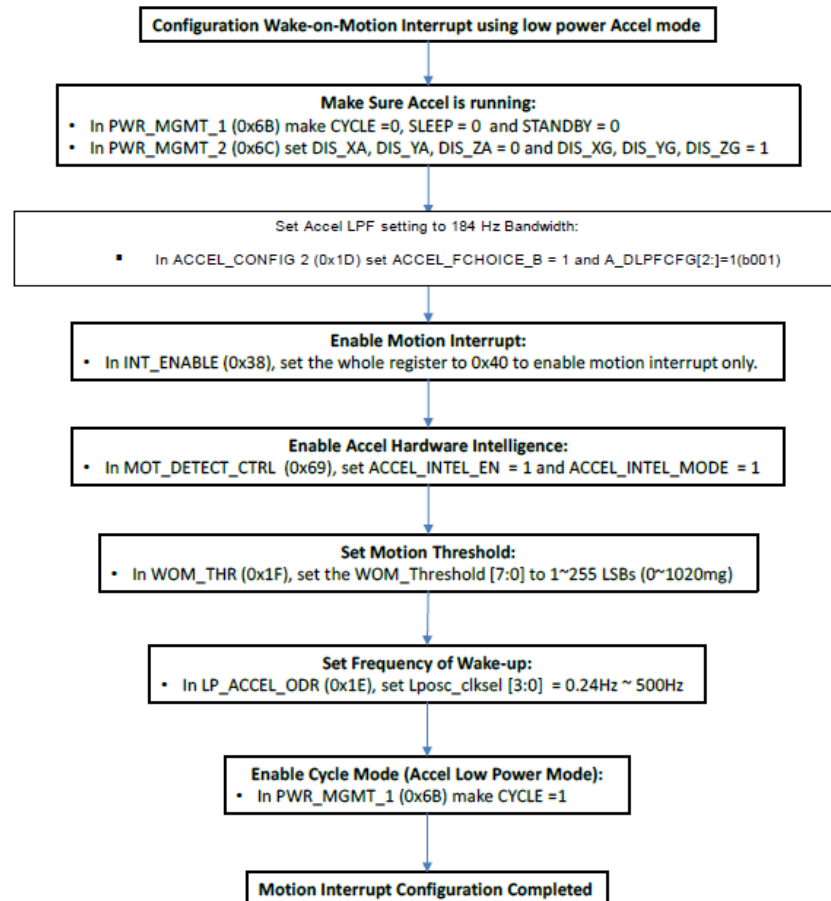 Configuration Wake-on-Motion Interrupt using low power Accel mode
Make Sure Accel is running:
• In PWR_MGMT_1 (0x6B) make CYCLE =0, SLEEP = 0 and STANDBY = 0
• In PWR_MGMT_2 (0x6C) set DIS_XA, DIS_YA, DIS_ZA = 0 and DIS_XG, DIS_YG, DIS_ZG = 1
Set Accel LPF setting to 184 Hz Bandwidth:
▪ In ACCEL_CONFIG 2 (0x1D) set ACCEL_FCHOICE_B = 1 and A_DLPFCFG[2:]=1(b001)
Enable Motion Interrupt:
• In INT_ENABLE (0x38), set the whole register to 0x40 to enable motion interrupt only.
Enable Accel Hardware Intelligence:
• In MOT_DETECT_CTRL (0x69), set ACCEL_INTEL_EN = 1 and ACCEL_INTEL_MODE = 1
Set Motion Threshold:
• In WOM_THR (0x1F), set the WOM_Threshold [7:0] to 1~255 LSBs (0~1020mg)
Set Frequency of Wake-up:
• In LP_ACCEL_ODR (0x1E), set Lposc_clksel [3:0] = 0.24Hz ~ 500Hz
Enable Cycle Mode (Accel Low Power Mode):
• In PWR_MGMT_1 (0x6B) make CYCLE =1
Motion Interrupt Configuration Completed